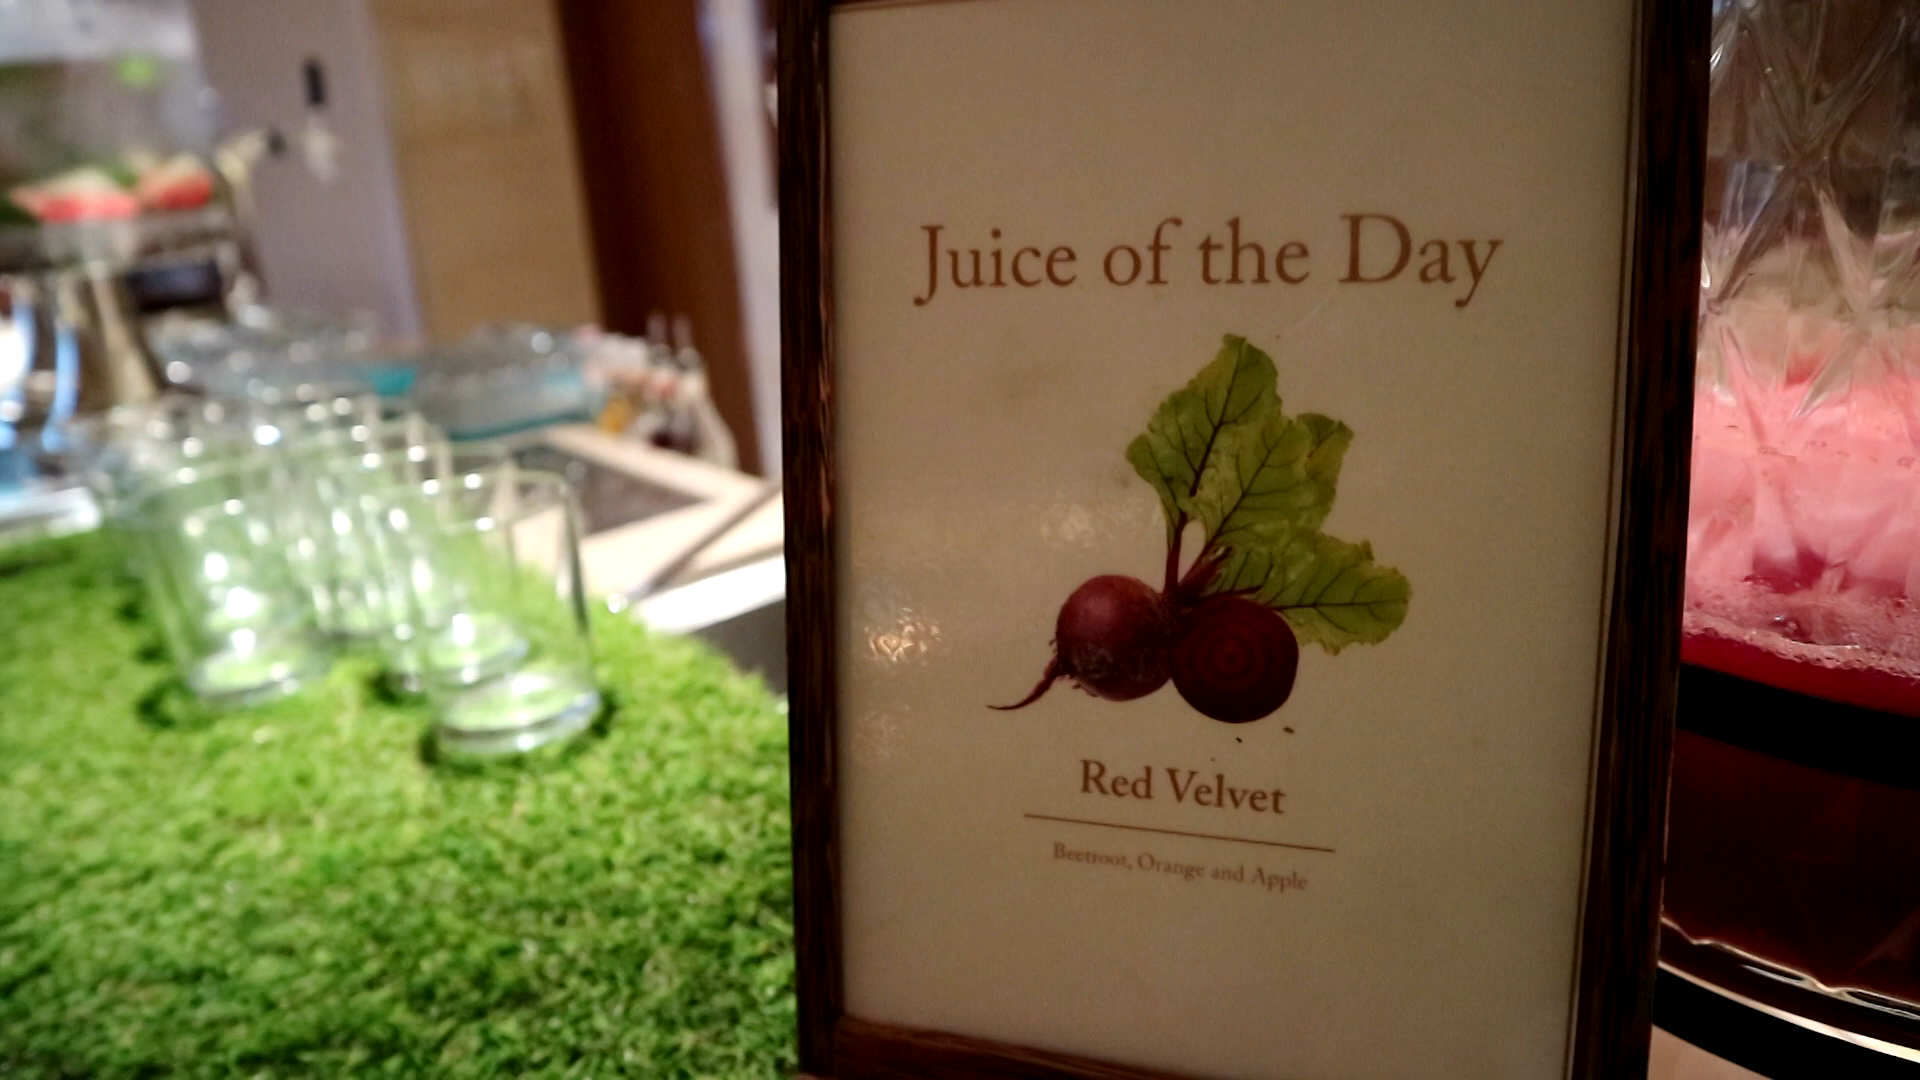 Juice of the Day
Red Velvet
Beetroot, Orange and Apple